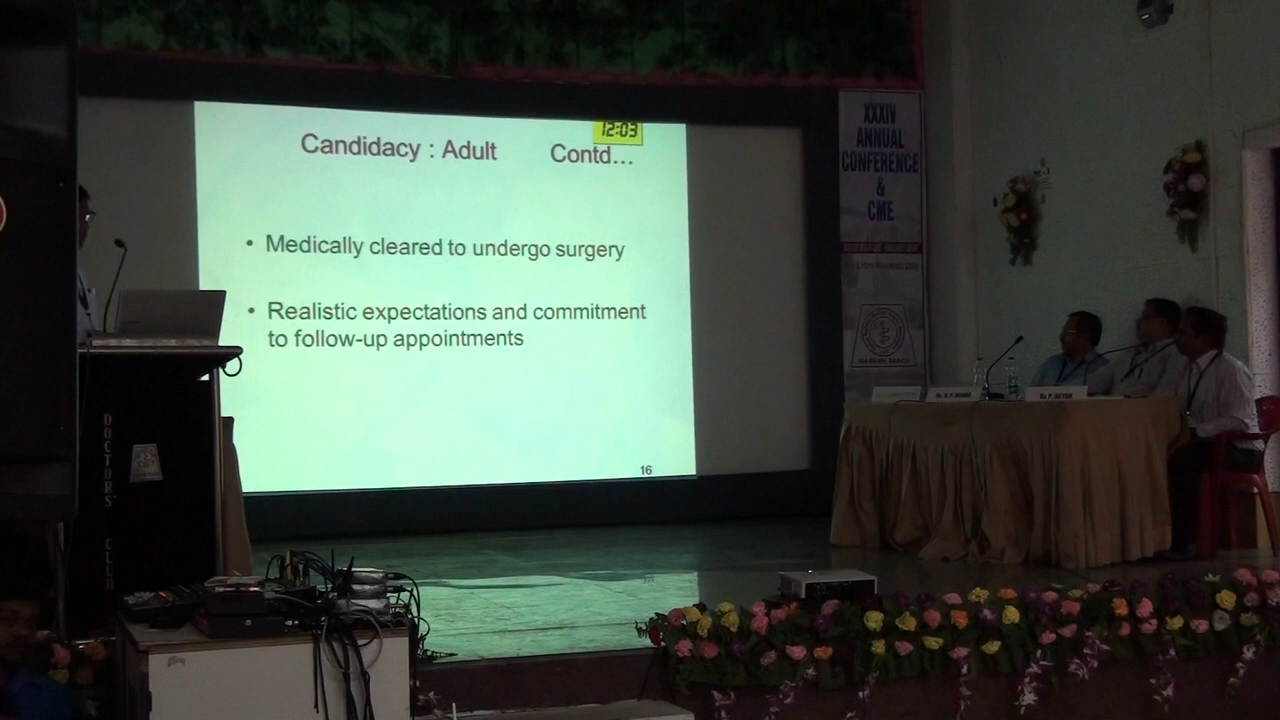 12:03
Candidacy : Adult Contd...
• Medically cleared to undergo surgery
• Realistic expectations and commitment
to follow-up appointments
16
XXXIV
ANNUAL
CONFERENCE
&
CME
DOCTORS' CLUB